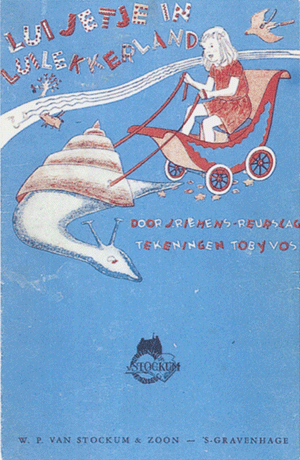 LUIJETJE IN
LUILEKKERLAND
DOOR J. RIEMENS-REURSLAG
TEKENINGEN TOBY VOS
STOCKUM
W. P. VAN STOCKUM & ZOON — 'S-GRAVENHAGE